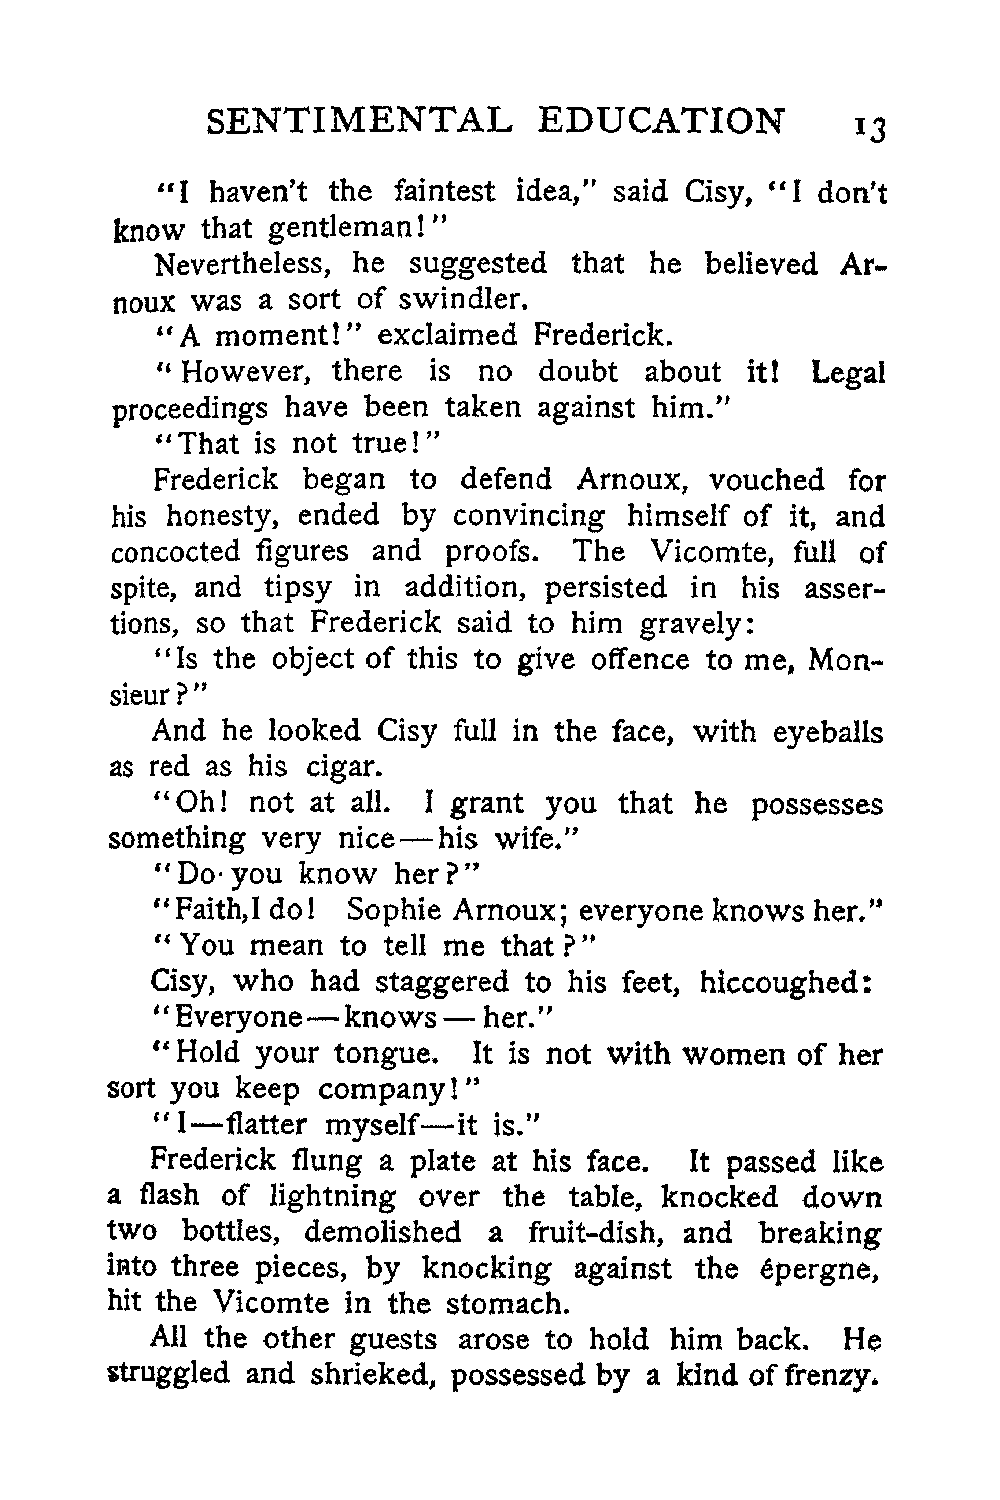 SENTIMENTAL EDUCATION 13
"I haven't the faintest idea," said Cisy, "I don't
know that gentleman!"
Nevertheless, he suggested that he believed Ar-
noux was a sort of swindler.
"A moment!" exclaimed Frederick.
"However, there is no doubt about it! Legal
proceedings have been taken against him."
"That is not true!"
Frederick began to defend Arnoux, vouched for
his honesty, ended by convincing himself of it, and
concocted figures and proofs. The Vicomte, full of
spite, and tipsy in addition, persisted in his asser-
tions, so that Frederick said to him gravely:
"Is the object of this to give offence to me, Mon-
sieur?"
And he looked Cisy full in the face, with eyeballs
as red as his cigar.
"Oh! not at all. I grant you that he possesses
something very nice—his wife."
"Do you know her?"
"Faith, I do! Sophie Arnoux; everyone knows her."
"You mean to tell me that?"
Cisy, who had staggered to his feet, hiccoughed:
"Everyone—knows—her."
"Hold your tongue. It is not with women of her
sort you keep company!"
"I—flatter myself—it is."
Frederick flung a plate at his face. It passed like
a flash of lightning over the table, knocked down
two bottles, demolished a fruit-dish, and breaking
into three pieces, by knocking against the épergne,
hit the Vicomte in the stomach.
All the other guests arose to hold him back. He
struggled and shrieked, possessed by a kind of frenzy.